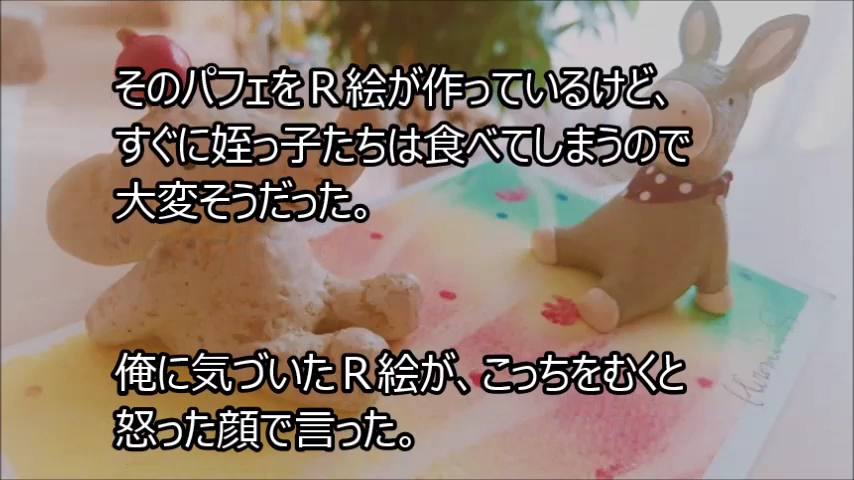 そのパフェをＲ絵が作っているけど、
すぐに姪っ子たちは食べてしまうので
大変そうだった。
俺に気づいたＲ絵が、こっちをむくと
怒った顔で言った。